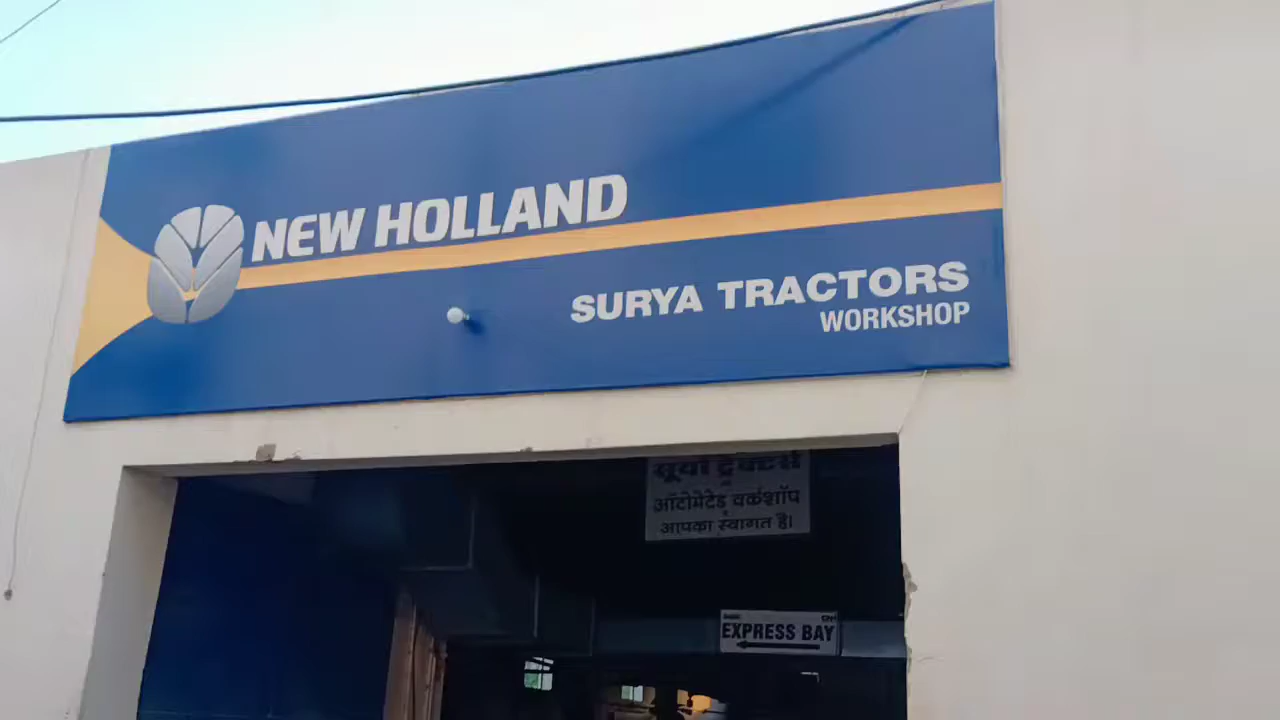 NEW HOLLAND
SURYA TRACTORS
WORKSHOP
सूर्या ट्रैक्टर्स
ऑटोमेटेड वर्कशॉप
आपका स्वागत है।
EXPRESS BAY